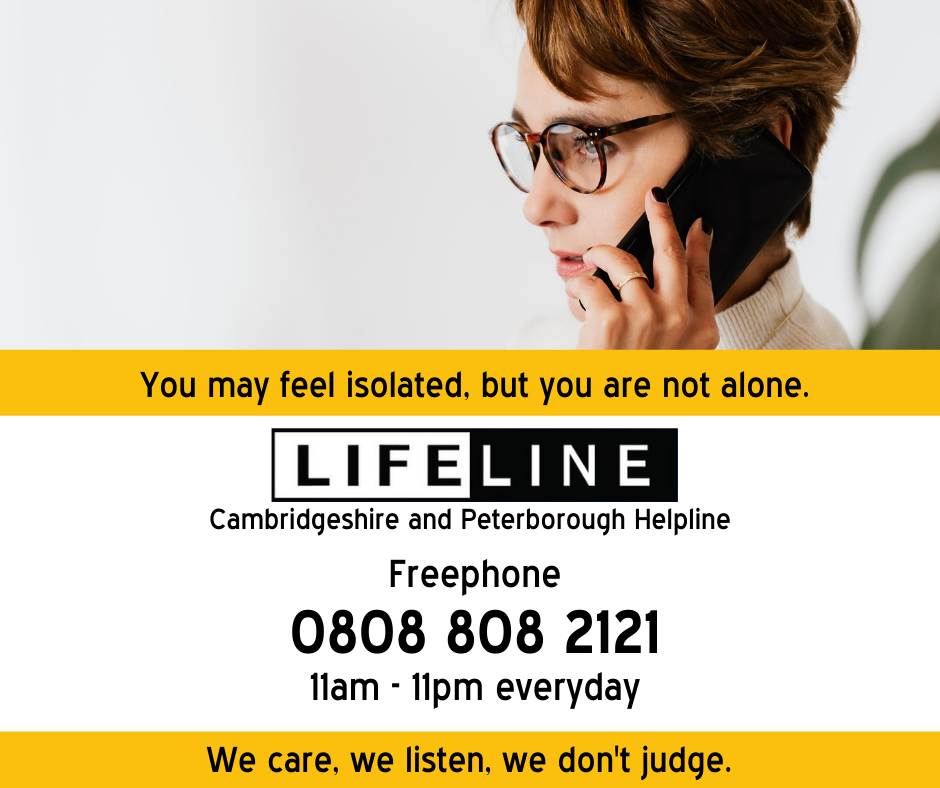 You may feel isolated, but you are not alone.
LIFELINE
Cambridgeshire and Peterborough Helpline
Freephone
0808 808 2121
11am - 11pm everyday
We care, we listen, we don't judge.